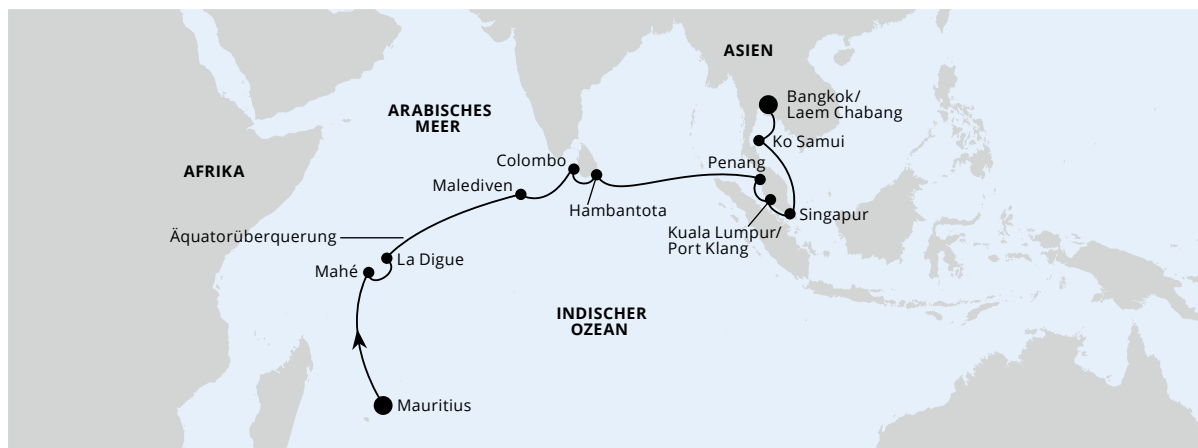 ASIEN
Bangkok/
Laem Chabang
ARABISCHES
MEER
Ko Samui
Colombo
Penang
AFRIKA
Malediven
Hambantota
Singapur
Kuala Lumpur/
Port Klang
Äquatorüberquerung
La Digue
Mahé
INDISCHER
OZEAN
Mauritius